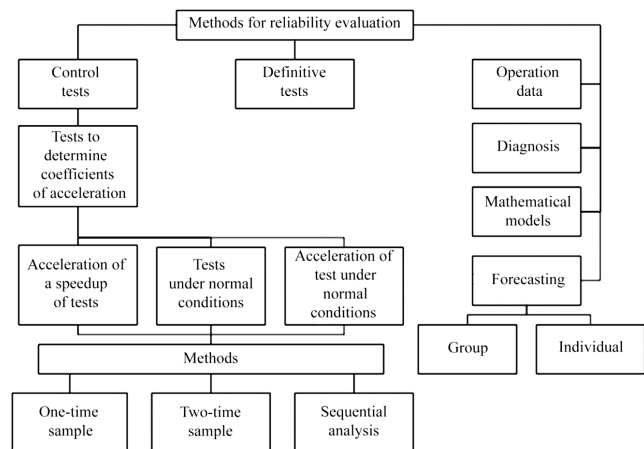 Methods for reliability evaluation
Control
tests
Definitive
tests
Operation
data
Tests to
determine
coefficients
of acceleration
Diagnosis
Mathematical
models
Acceleration of
a speedup
of tests
Tests
under normal
conditions
Acceleration of
test under
normal
conditions
Forecasting
Group
Individual
Methods
One-time
sample
Two-time
sample
Sequential
analysis